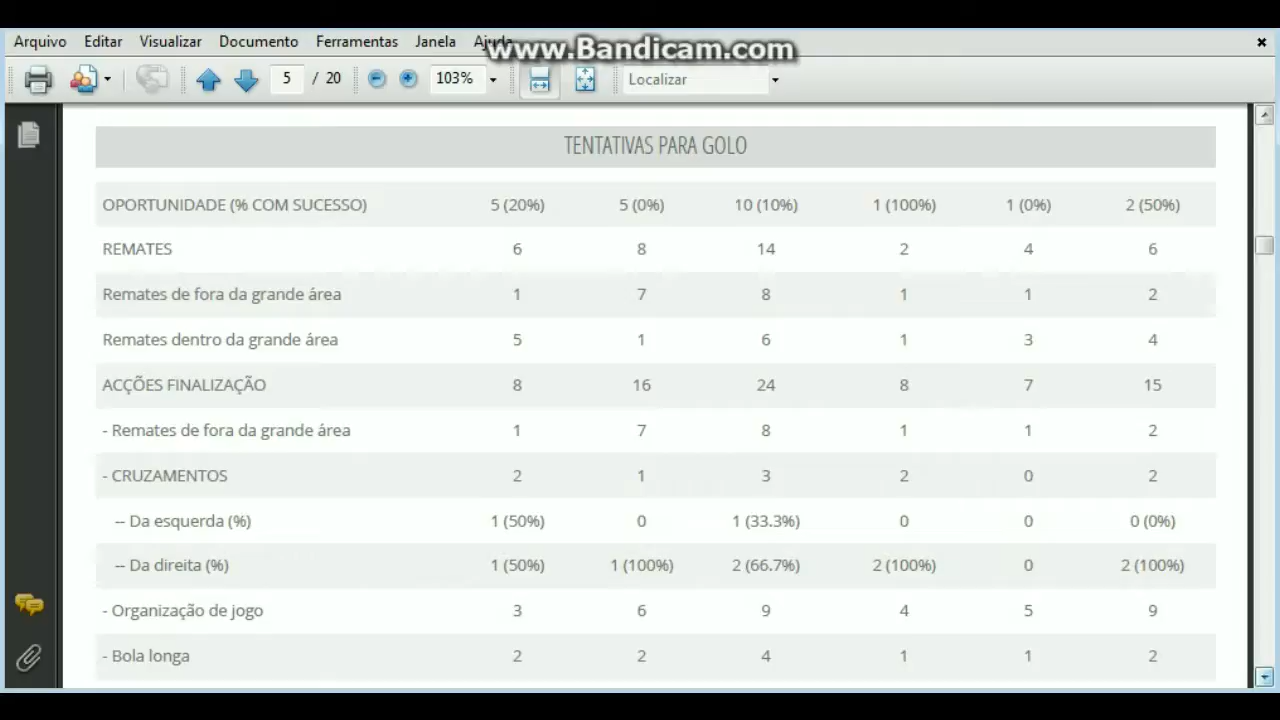 Arquivo Editar Visualizar Documento Ferramentas Janela Ajuda
www.Bandicam.com
5 / 20 103% Localizar
TENTATIVAS PARA GOLO
OPORTUNIDADE (% COM SUCESSO) 5 (20%) 5 (0%) 10 (10%) 1 (100%) 1 (0%) 2 (50%)
REMATES 6 8 14 2 4 6
Remates de fora da grande área 1 7 8 1 1 2
Remates dentro da grande área 5 1 6 1 3 4
ACÇÕES FINALIZAÇÃO 8 16 24 8 7 15
- Remates de fora da grande área 1 7 8 1 1 2
- CRUZAMENTOS 2 1 3 2 0 2
-- Da esquerda (%) 1 (50%) 0 1 (33.3%) 0 0 0 (0%)
-- Da direita (%) 1 (50%) 1 (100%) 2 (66.7%) 2 (100%) 0 2 (100%)
- Organização de jogo 3 6 9 4 5 9
- Bola longa 2 2 4 1 1 2